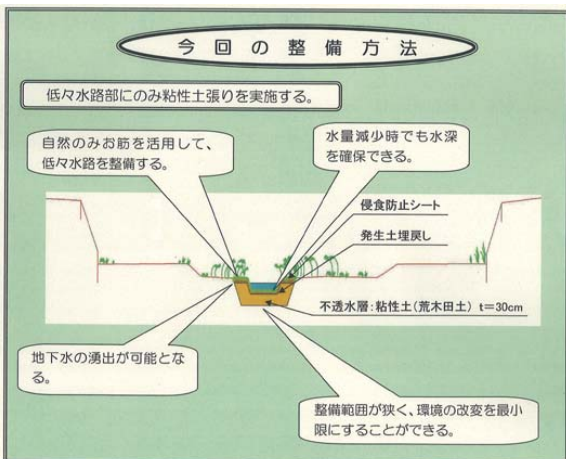 今回の整備方法
低々水路部にのみ粘性土張りを実施する。
自然のみお筋を活用して、
低々水路を整備する。
水量減少時でも水深
を確保できる。
侵食防止シート
発生土埋戻し
不透水層:粘性土(荒木田土) t=30cm
地下水の湧出が可能とな
る。
整備範囲が狭く、環境の改変を最小
限にすることができる。